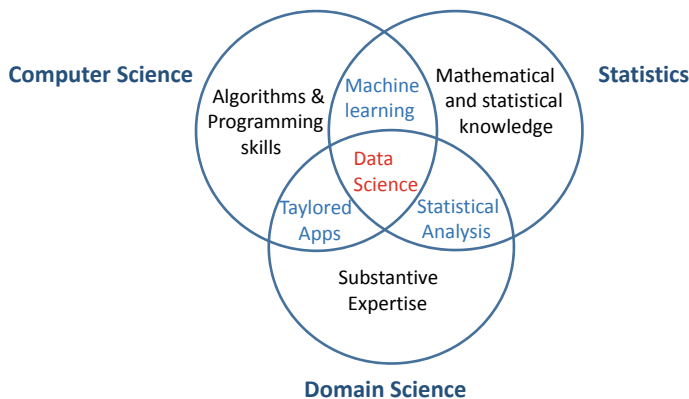 Computer Science
Statistics
Algorithms &
Programming
skills
Machine
learning
Mathematical
and statistical
knowledge
Data
Science
Taylored
Apps
Statistical
Analysis
Substantive
Expertise
Domain Science